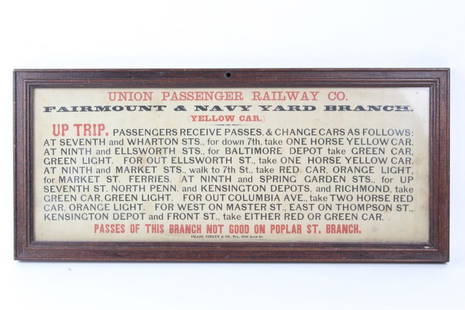 UNION PASSENGER RAILWAY CO.
FAIRMOUNT & NAVY YARD BRANCH.
YELLOW CAR.
UP TRIP. PASSENGERS RECEIVE PASSES, & CHANGE CARS AS FOLLOWS:
AT SEVENTH and WHARTON STS., for down 7th, take ONE HORSE YELLOW CAR.
AT NINTH and ELLSWORTH STS., for BALTIMORE DEPOT take GREEN CAR,
GREEN LIGHT. FOR OUT ELLSWORTH ST., take ONE HORSE YELLOW CAR.
AT NINTH and MARKET STS., walk to 7th St., take RED CAR, ORANGE LIGHT,
for MARKET ST. FERRIES. AT NINTH and SPRING GARDEN STS., for UP
SEVENTH ST. NORTH PENN. and KENSINGTON DEPOTS, and RICHMOND, take
GREEN CAR, GREEN LIGHT. FOR OUT COLUMBIA AVE., take TWO HORSE RED
CAR, ORANGE LIGHT. FOR WEST ON MASTER ST., EAST ON THOMPSON ST.,
KENSINGTON DEPOT and FRONT ST., take EITHER RED OR GREEN CAR.
PASSES OF THIS BRANCH NOT GOOD ON POPLAR ST. BRANCH.